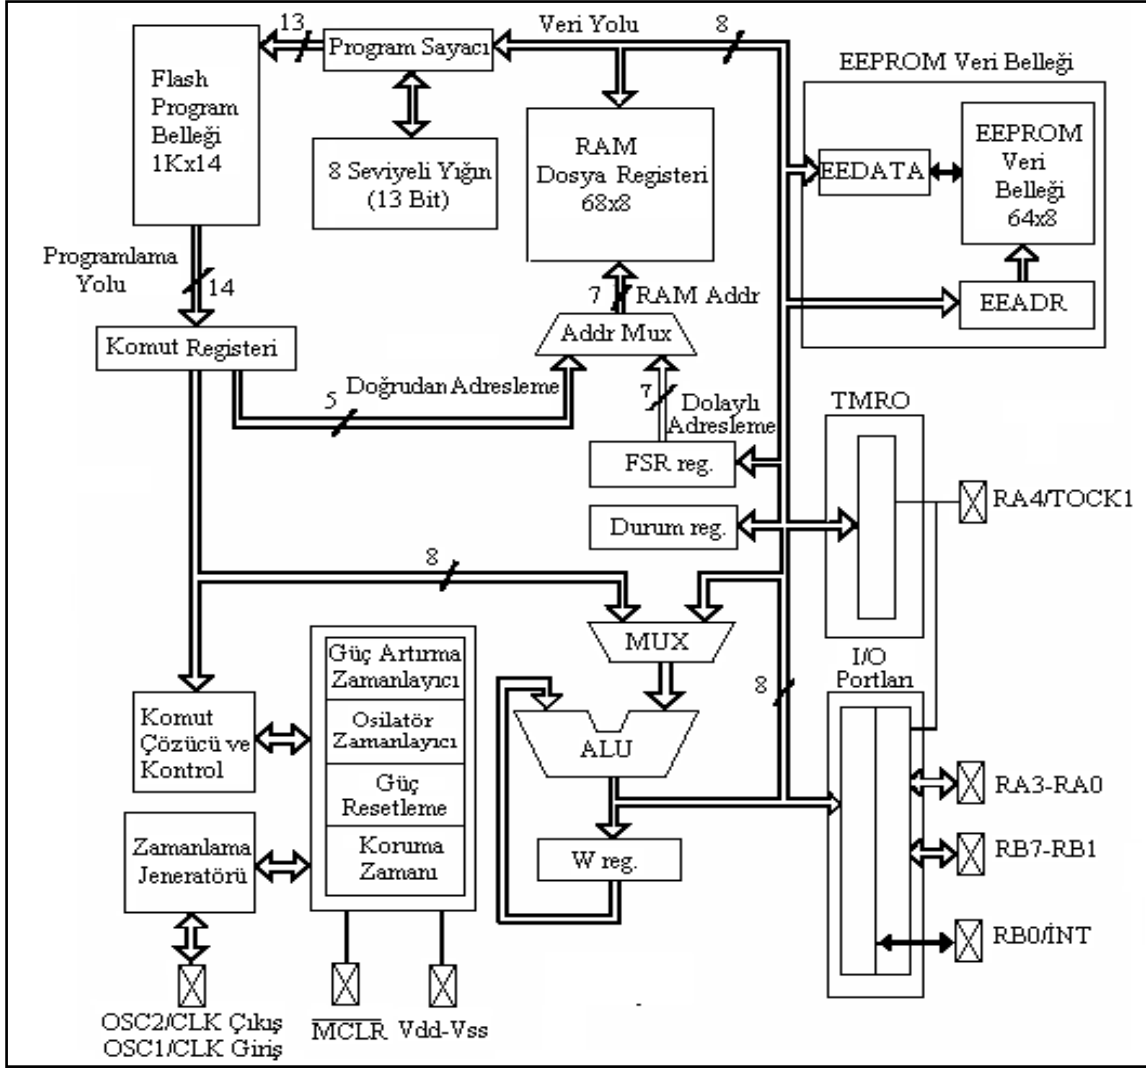 13
Veri Yolu
8
Program Sayacı
Flash
Program
Belleği
1Kx14
8 Seviyeli Yığın
(13 Bit)
RAM
Dosya Registeri
68x8
EEPROM Veri Belleği
EEDATA
EEPROM
Veri
Belleği
64x8
EEADR
Programlama
Yolu
14
7
RAM Addr
Addr Mux
Komut Registeri
5
Doğrudan Adresleme
7
Dolaylı
Adresleme
FSR reg.
Durum reg.
TMRO
RA4/TOCK1
8
MUX
ALU
W reg.
8
I/O
Portları
RA3-RA0
RB7-RB1
RB0/İNT
Komut
Çözücü ve
Kontrol
Zamanlama
Jeneratörü
Güç Artırma
Zamanlayıcı
Osilatör
Zamanlayıcı
Güç
Resetleme
Koruma
Zamanı
OSC2/CLK Çıkış
OSC1/CLK Giriş
MCLR
Vdd-Vss